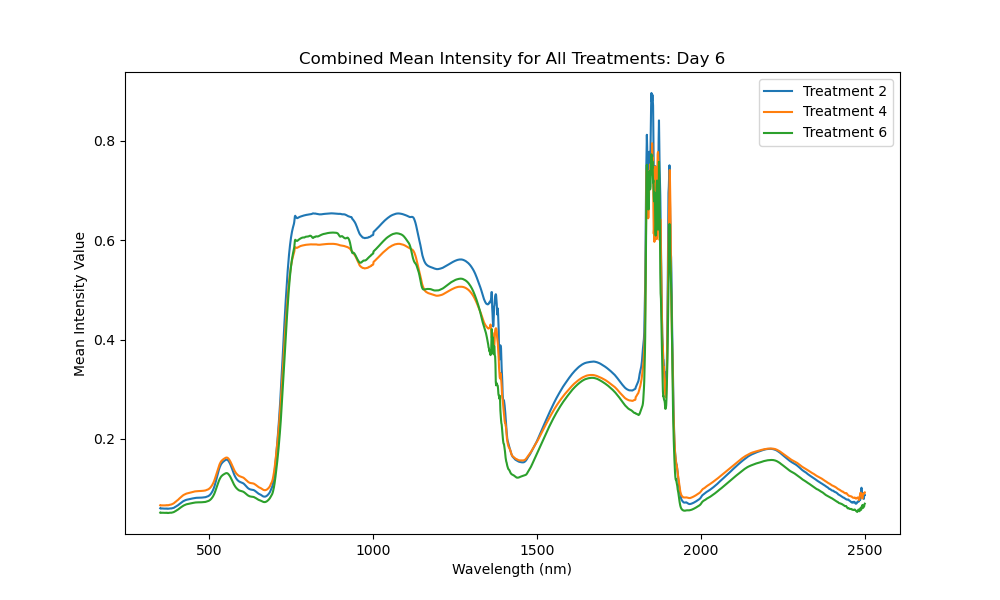 Combined Mean Intensity for All Treatments: Day 6
Treatment 2
Treatment 4
Treatment 6
Mean Intensity Value
0.8
0.6
0.4
0.2
500 1000 1500 2000 2500
Wavelength (nm)